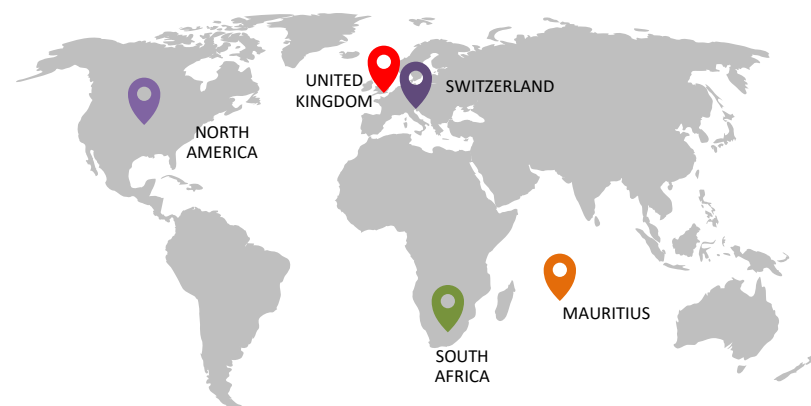 UNITED
KINGDOM
SWITZERLAND
NORTH
AMERICA
MAURITIUS
SOUTH
AFRICA